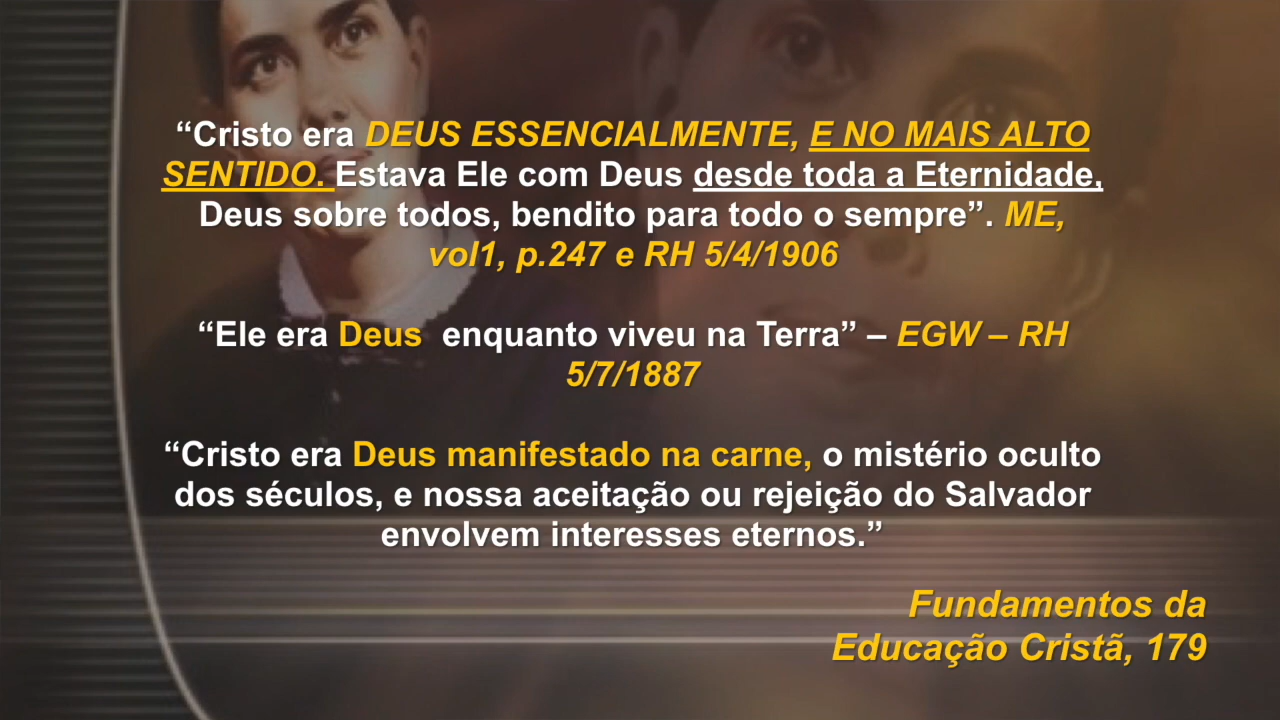 “Cristo era DEUS ESSENCIALMENTE, E NO MAIS ALTO
SENTIDO. Estava Ele com Deus desde toda a Eternidade,
Deus sobre todos, bendito para todo o sempre”. ME,
vol1, p.247 e RH 5/4/1906
“Ele era Deus  enquanto viveu na Terra” – EGW – RH
5/7/1887
“Cristo era Deus manifestado na carne, o mistério oculto
dos séculos, e nossa aceitação ou rejeição do Salvador
envolvem interesses eternos.”
Fundamentos da
Educação Cristã, 179